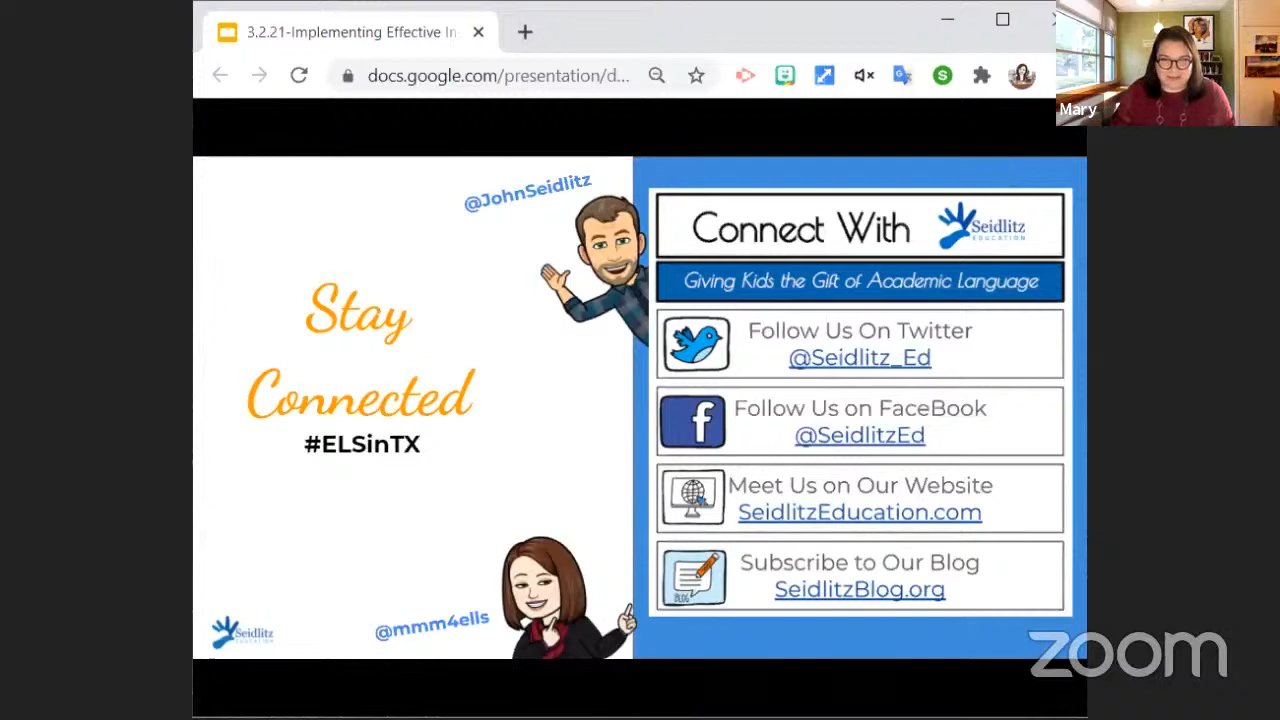 3.2.21-Implementing Effective In
docs.google.com/presentation/d...
Mary
@JohnSeidlitz
Stay
Connected
#ELSinTX
@mmm4ells
Seidlitz
EDUCATION
Connect With
Seidlitz
EDUCATION
Giving Kids the Gift of Academic Language
Follow Us On Twitter
@Seidlitz_Ed
Follow Us on FaceBook
@SeidlitzEd
Meet Us on Our Website
SeidlitzEducation.com
BLOG
Subscribe to Our Blog
SeidlitzBlog.org
zoom